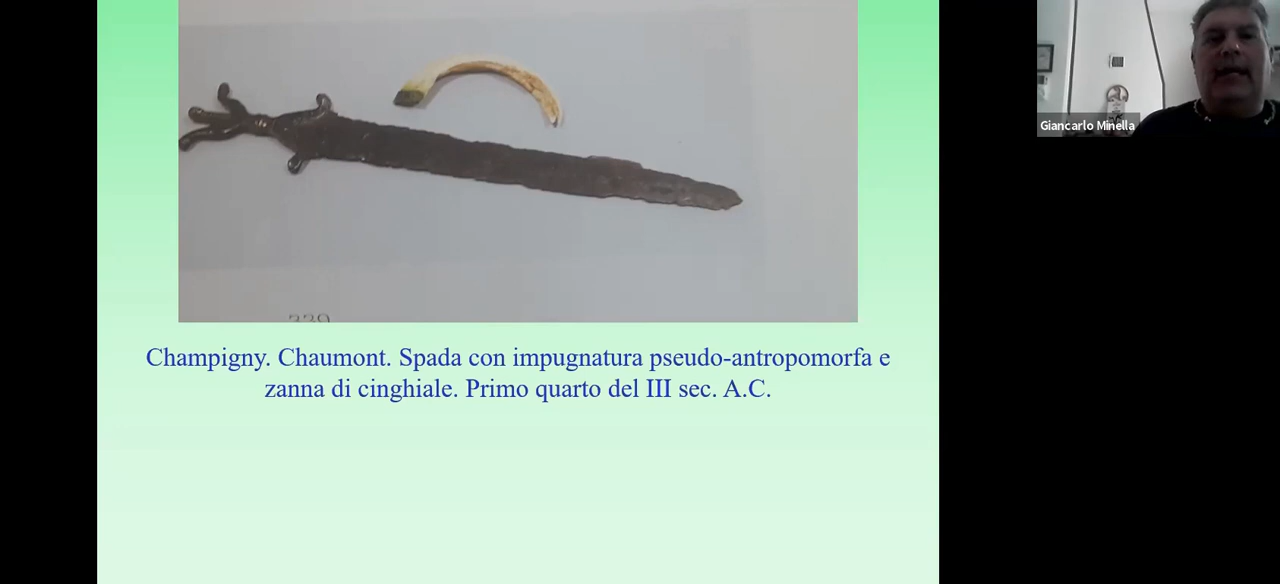 Giancarlo Minella
Champigny. Chaumont. Spada con impugnatura pseudo-antropomorfa e
zanna di cinghiale. Primo quarto del III sec. A.C.